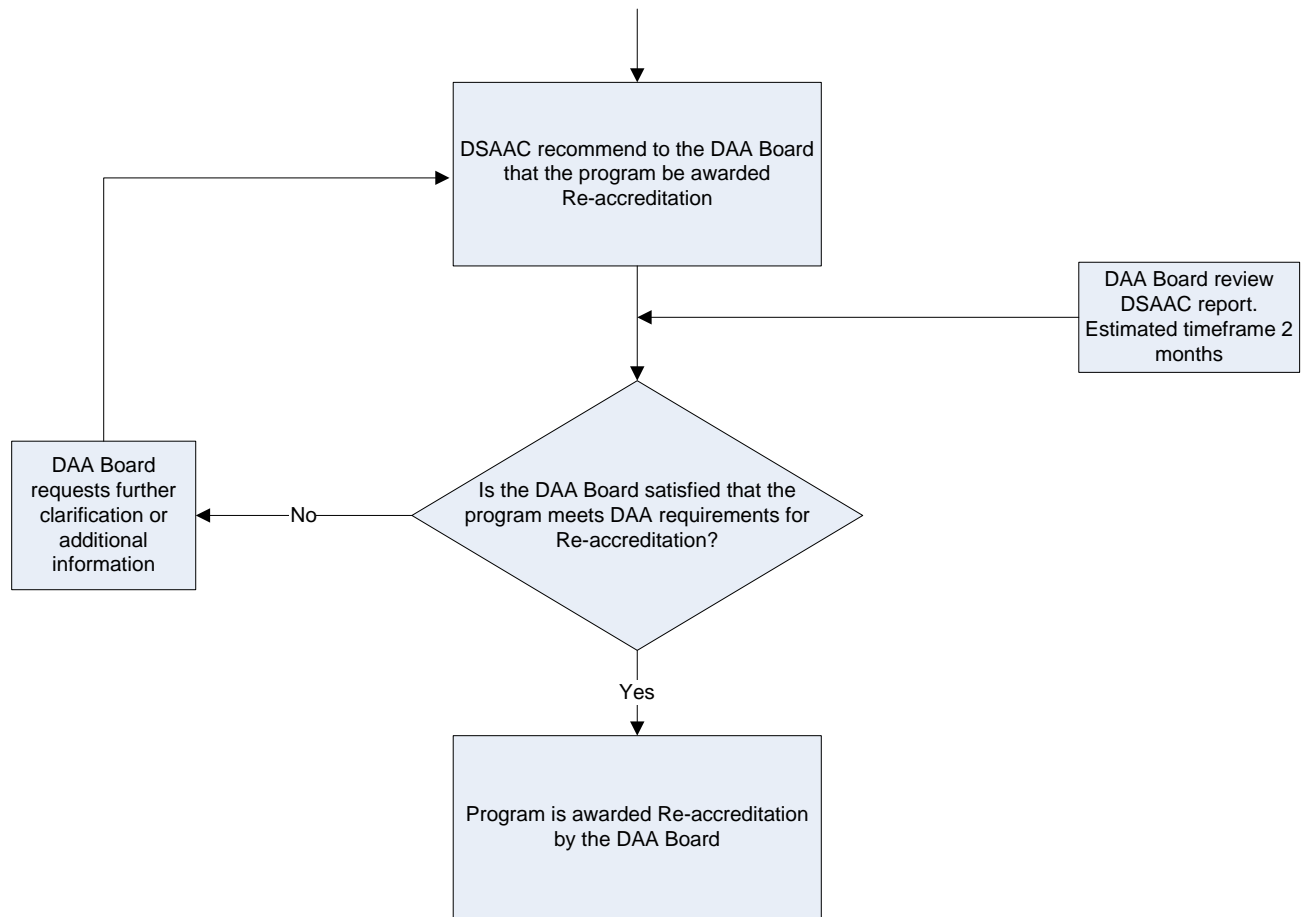 DSAAC recommend to the DAA Board
that the program be awarded
Re-accreditation
DAA Board review
DSAAC report.
Estimated timeframe 2
months
DAA Board
requests further
clarification or
additional
information
No
Is the DAA Board satisfied that the
program meets DAA requirements for
Re-accreditation?
Yes
Program is awarded Re-accreditation
by the DAA Board